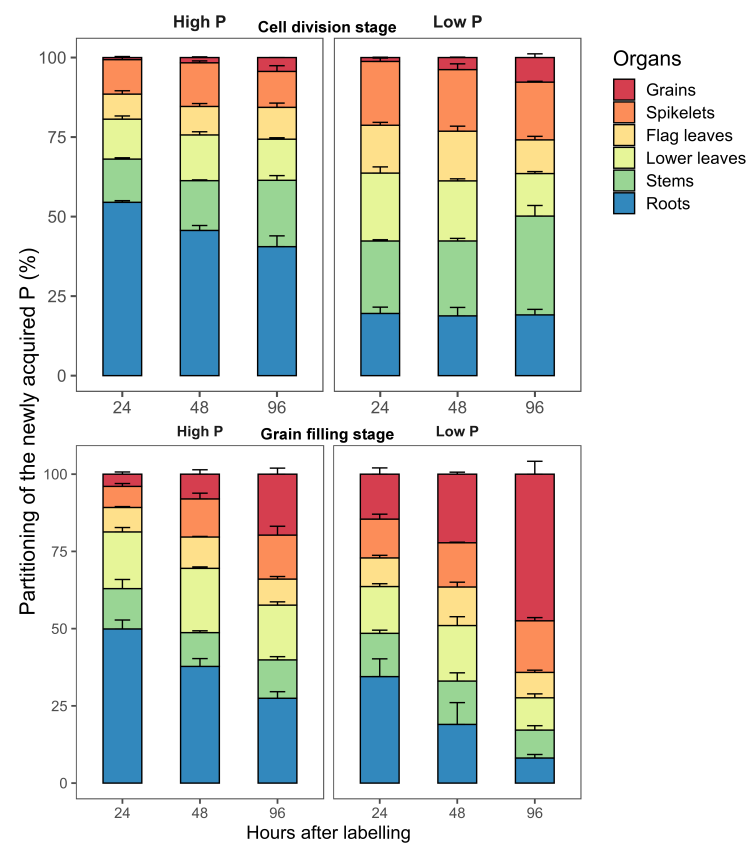 High P
Cell division stage
Low P
Organs
Grains
Spikelets
Flag leaves
Lower leaves
Stems
Roots
100
75
50
25
0
24
48
96
24
48
96
Partitioning of the newly acquired P (%)
High P
Grain filling stage
Low P
100
75
50
25
0
24
48
96
24
48
96
Hours after labelling